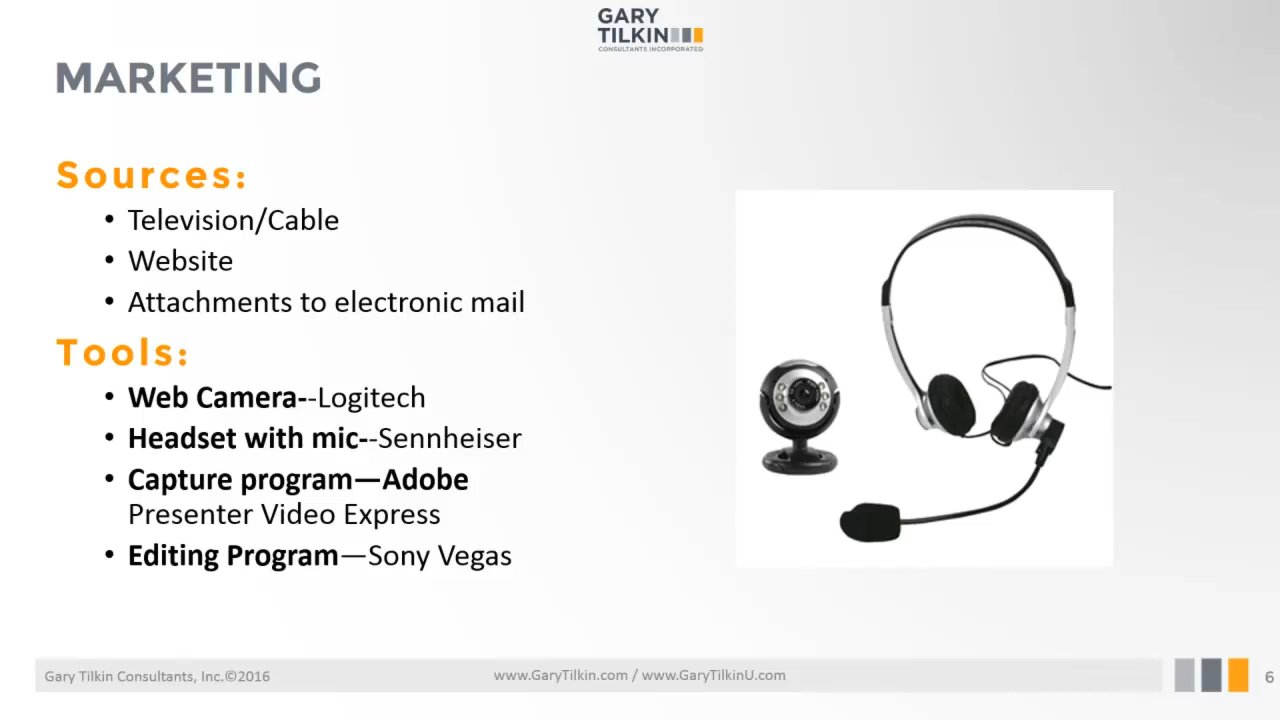 GARY
TILKIN
CONSULTANTS INCORPORATED
MARKETING
Sources:
• Television/Cable
• Website
• Attachments to electronic mail
Tools:
• Web Camera--Logitech
• Headset with mic--Sennheiser
• Capture program—Adobe
Presenter Video Express
• Editing Program—Sony Vegas
Gary Tilkin Consultants, Inc.©2016
www.GaryTilkin.com / www.GaryTilkinU.com
6